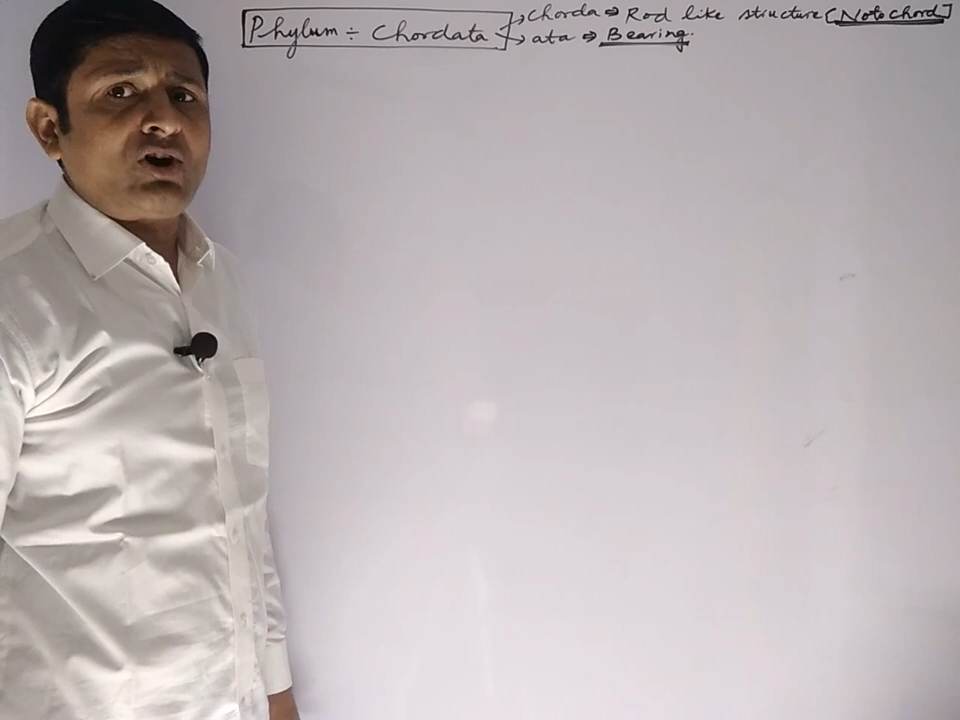 Phylum ÷ Chordata → Chorda ⇒ Rod like structure [Notochord]
→ ata ⇒ Bearing.